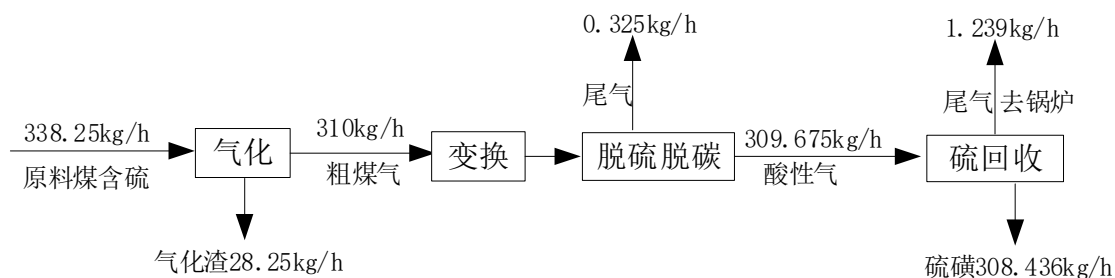 0.325kg/h
1.239kg/h
尾气
尾气 去锅炉
338.25kg/h
气化
310kg/h
变换
脱硫脱碳
309.675kg/h
硫回收
原料煤含硫
粗煤气
酸性气
气化渣28.25kg/h
硫磺308.436kg/h